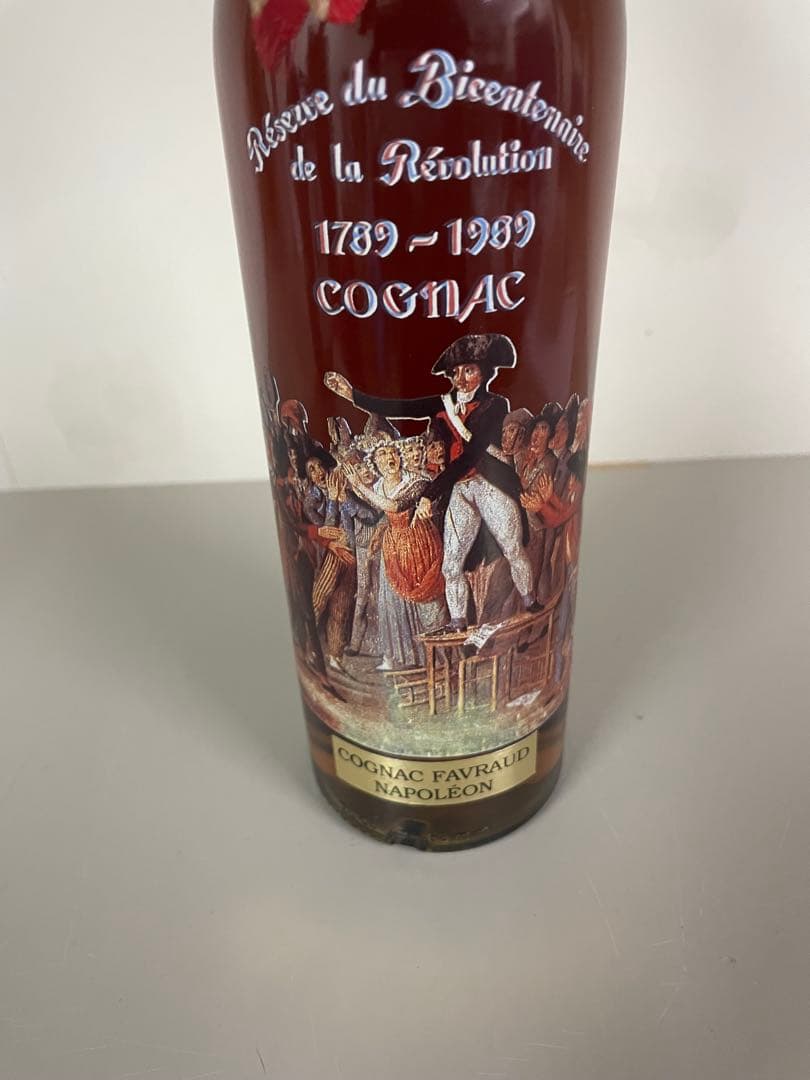 Réserve du Bicentenaire
de la Révolution
1789~1989
COGNAC
COGNAC FAVRAUD
NAPOLÉON